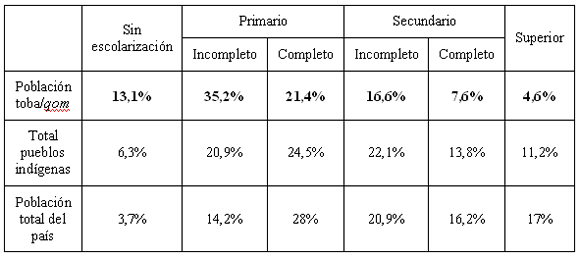 Sin escolarización Primario Secundario Superior
Incompleto Completo Incompleto Completo
Población toba/qom 13,1% 35,2% 21,4% 16,6% 7,6% 4,6%
Total pueblos indígenas 6,3% 20,9% 24,5% 22,1% 13,8% 11,2%
Población total del país 3,7% 14,2% 28% 20,9% 16,2% 17%